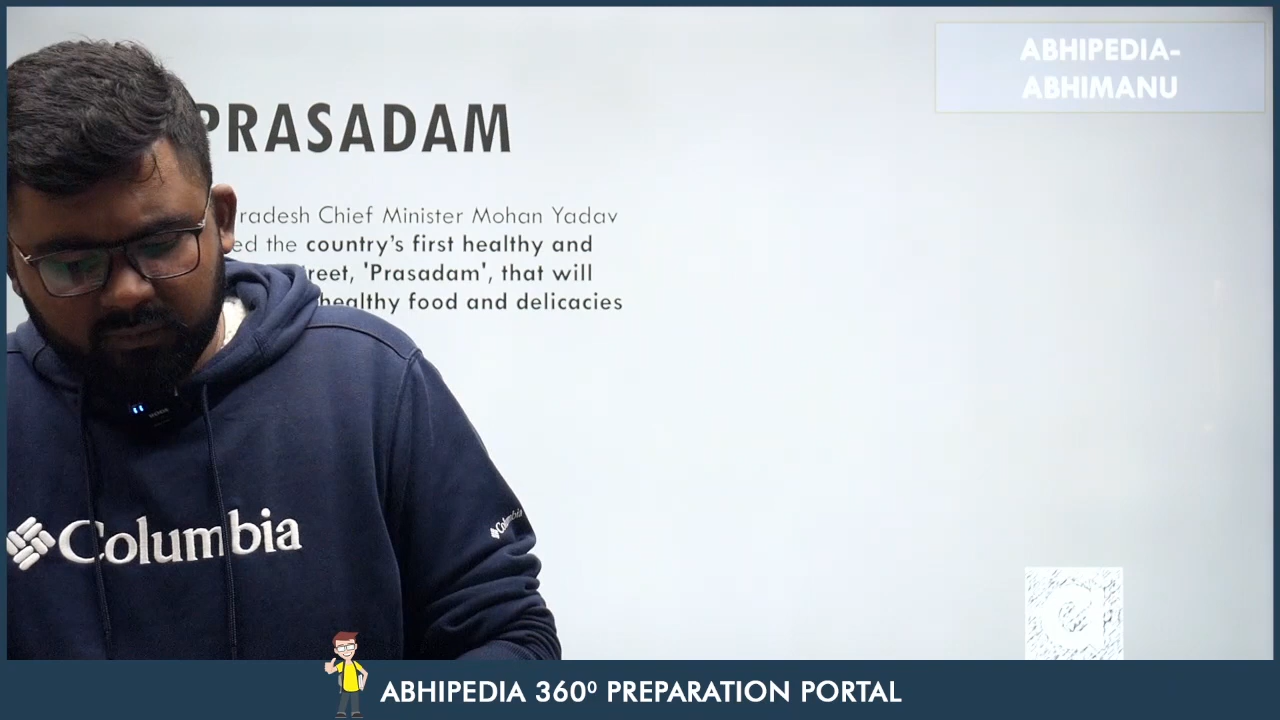 ABHIPEDIA-
ABHIMANU
PRASADAM
radesh Chief Minister Mohan Yadav
ed the country's first healthy and
reet, 'Prasadam', that will
healthy food and delicacies
Columbia
Columbia
ABHIPEDIA 360⁰ PREPARATION PORTAL